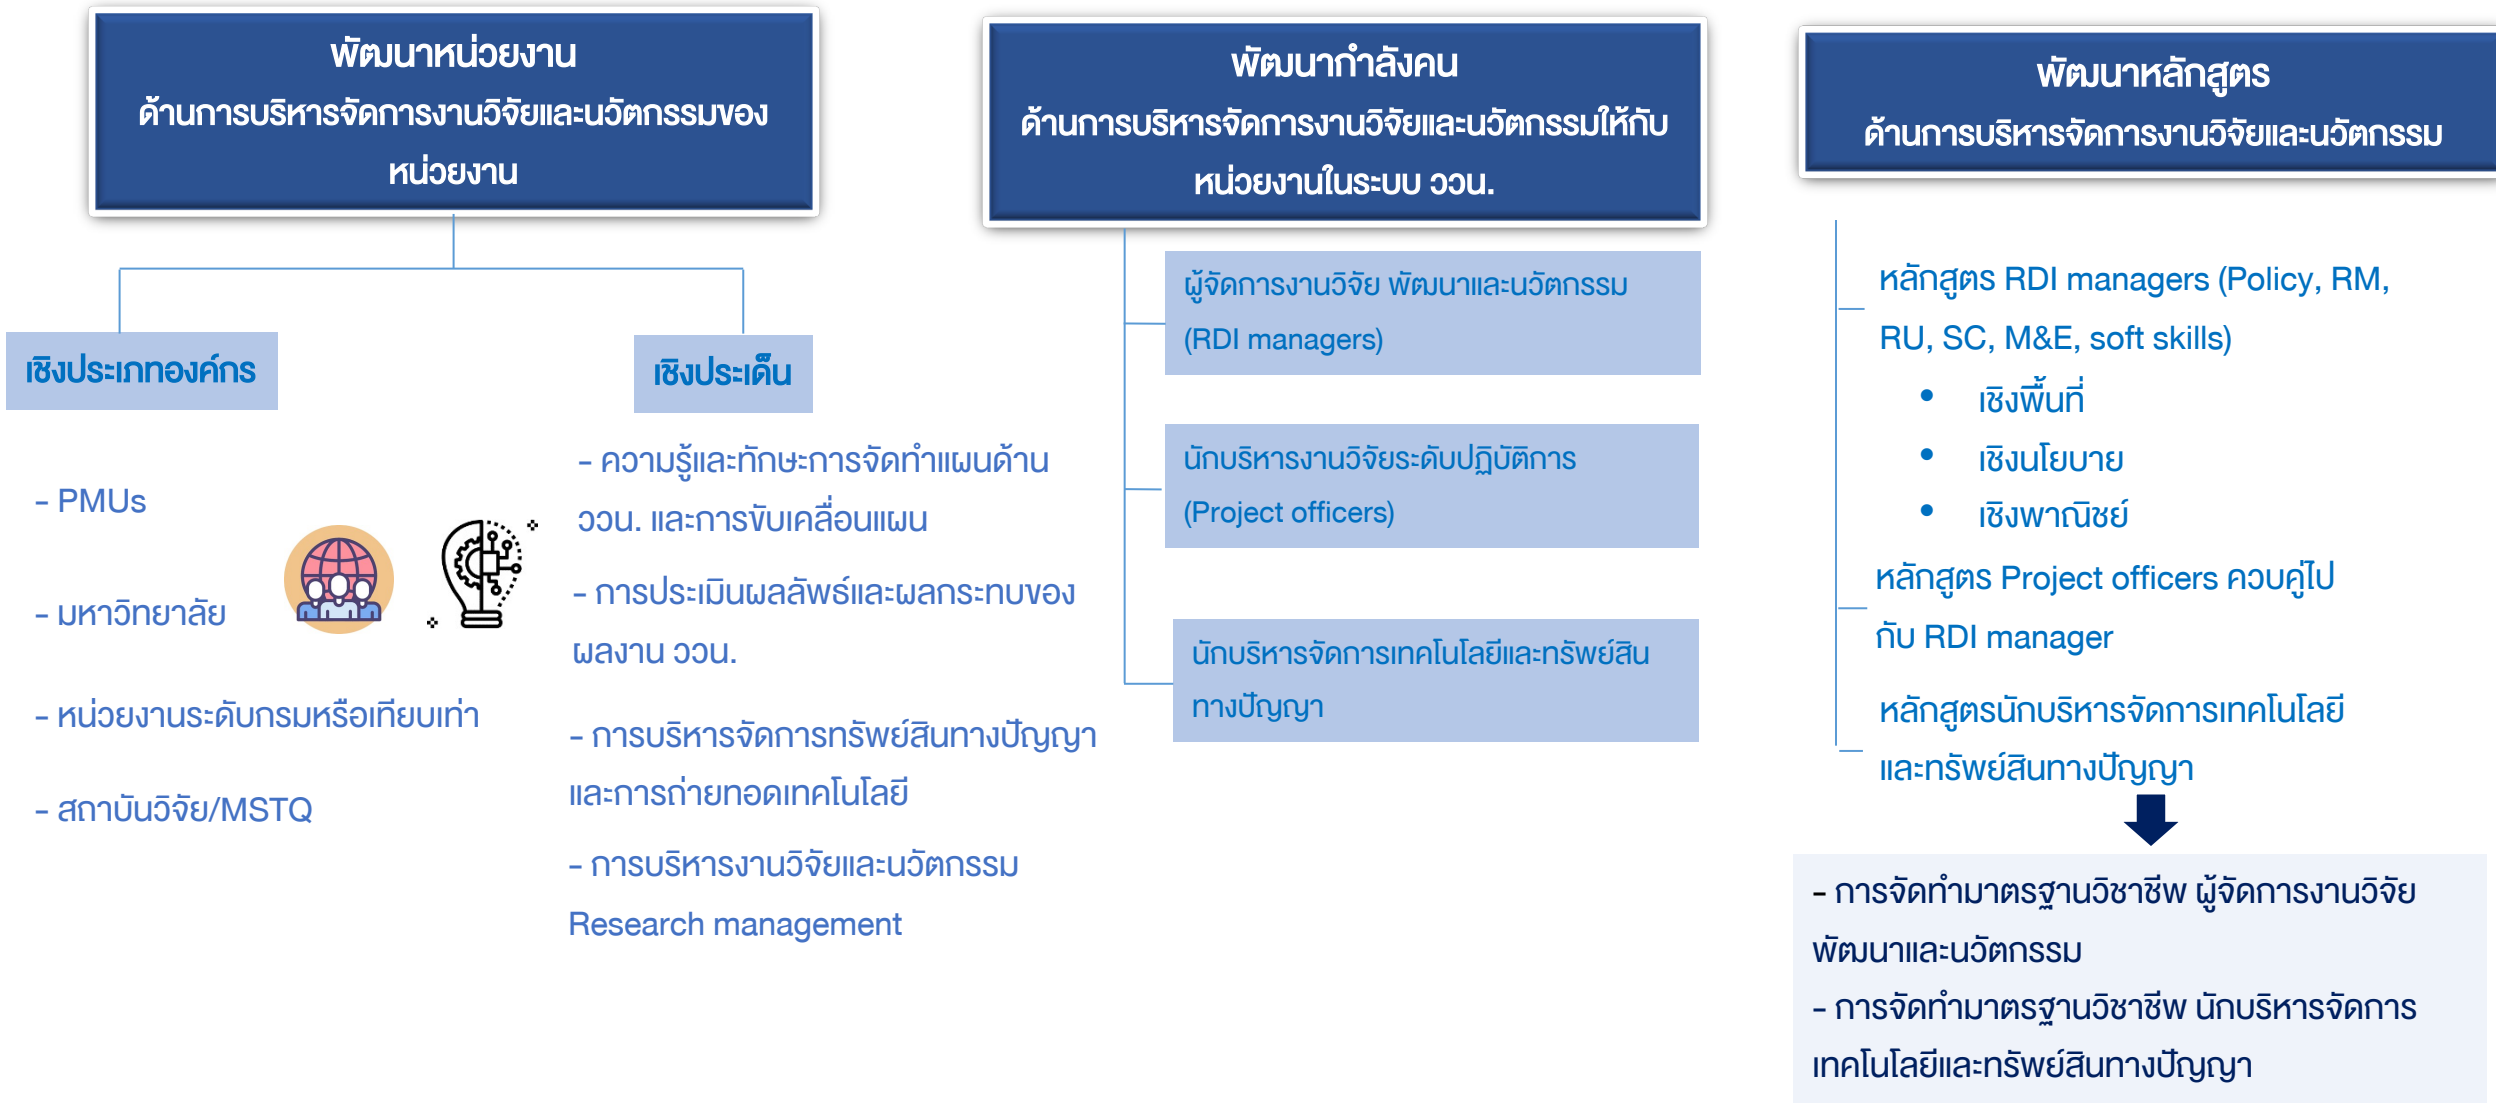 พัฒนาหน่วยงาน
ด้านการบริหารจัดการงานวิจัยและนวัตกรรมของ
หน่วยงาน
เชิงประเภทองค์กร
- PMUs
- มหาวิทยาลัย
- หน่วยงานระดับกรมหรือเทียบเท่า
- สถาบันวิจัย/MSTQ
เชิงประเด็น
- ความรู้และทักษะการจัดทำแผนด้าน
ววน. และการขับเคลื่อนแผน
- การประเมินผลลัพธ์และผลกระทบของ
ผลงาน ววน.
- การบริหารจัดการทรัพย์สินทางปัญญา
และการถ่ายทอดเทคโนโลยี
- การบริหารงานวิจัยและนวัตกรรม
Research management
พัฒนากำลังคน
ด้านการบริหารจัดการงานวิจัยและนวัตกรรมให้กับ
หน่วยงานในระบบ ววน.
ผู้จัดการงานวิจัย พัฒนาและนวัตกรรม
(RDI managers)
นักบริหารงานวิจัยระดับปฏิบัติการ
(Project officers)
นักบริหารจัดการเทคโนโลยีและทรัพย์สิน
ทางปัญญา
พัฒนาหลักสูตร
ด้านการบริหารจัดการงานวิจัยและนวัตกรรม
หลักสูตร RDI managers (Policy, RM,
RU, SC, M&E, soft skills)
• เชิงพื้นที่
• เชิงนโยบาย
• เชิงพาณิชย์
หลักสูตร Project officers ควบคู่ไป
กับ RDI manager
หลักสูตรนักบริหารจัดการเทคโนโลยี
และทรัพย์สินทางปัญญา
- การจัดทำมาตรฐานวิชาชีพ ผู้จัดการงานวิจัย
พัฒนาและนวัตกรรม
- การจัดทำมาตรฐานวิชาชีพ นักบริหารจัดการ
เทคโนโลยีและทรัพย์สินทางปัญญา